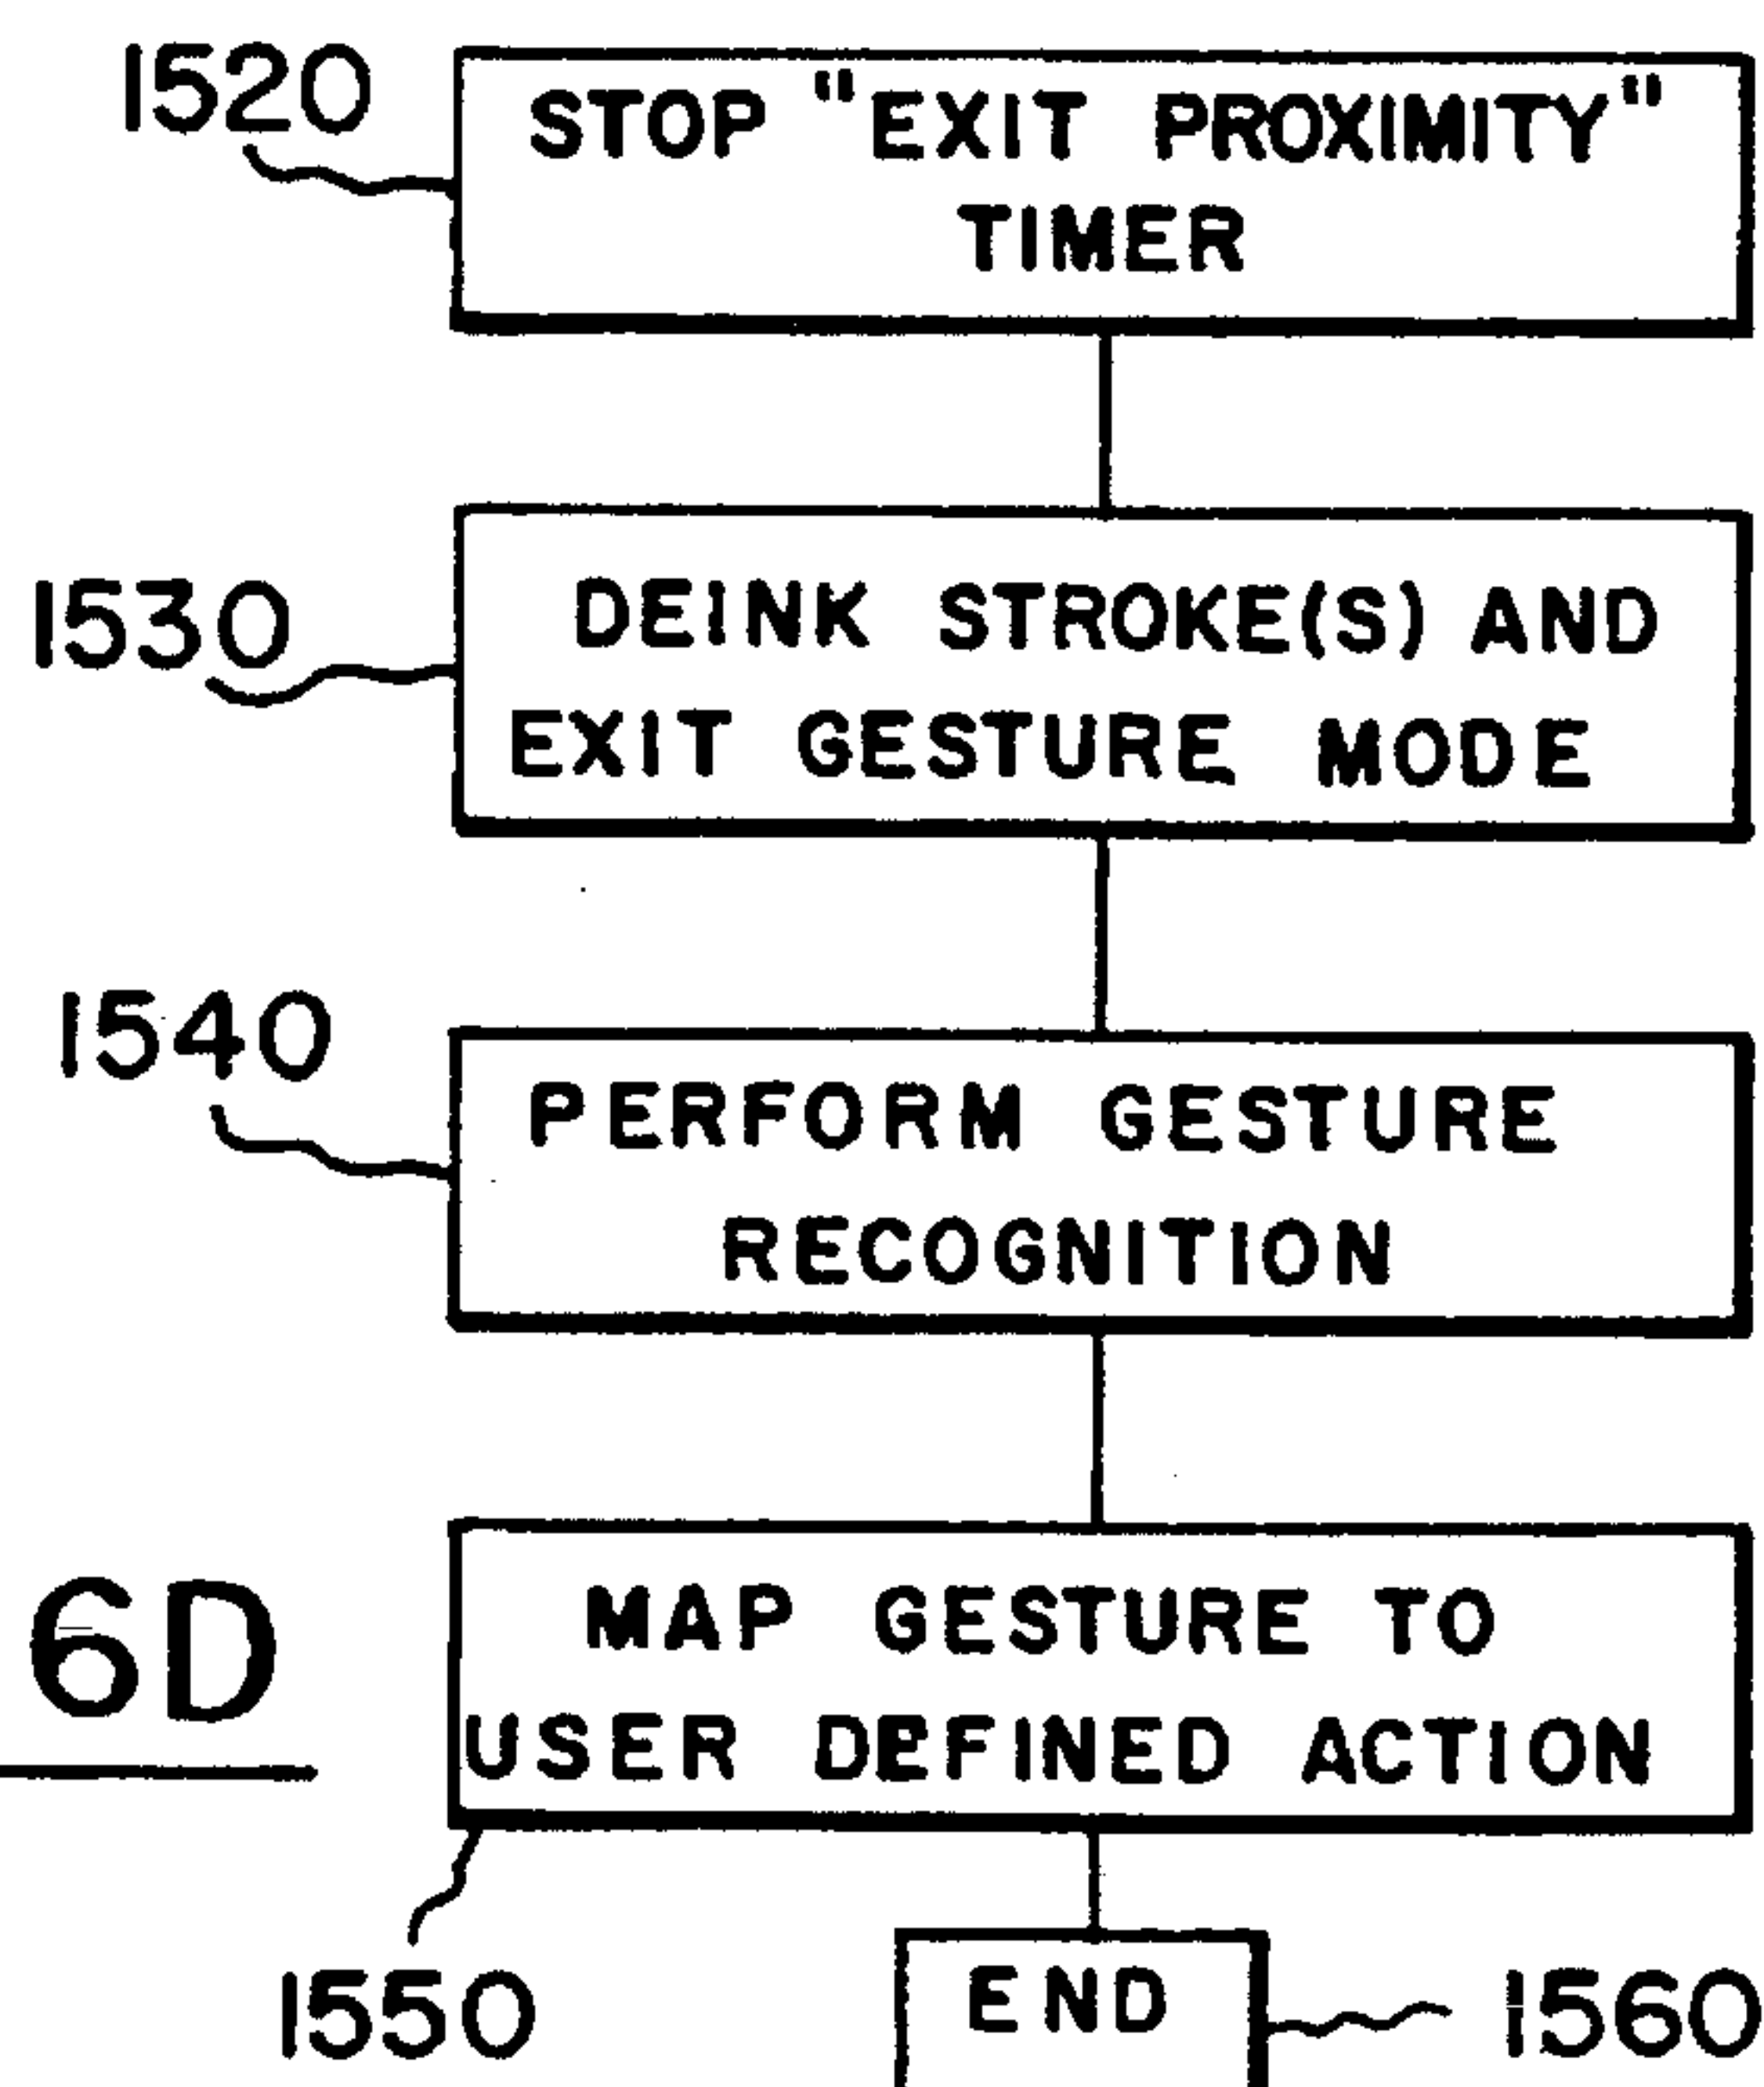 1520
STOP "EXIT PROXIMITY"
TIMER
1530
DEINK STROKE(S) AND
EXIT GESTURE MODE
1540
PERFORM GESTURE
RECOGNITION
6D
MAP GESTURE TO
USER DEFINED ACTION
1550
END
1560